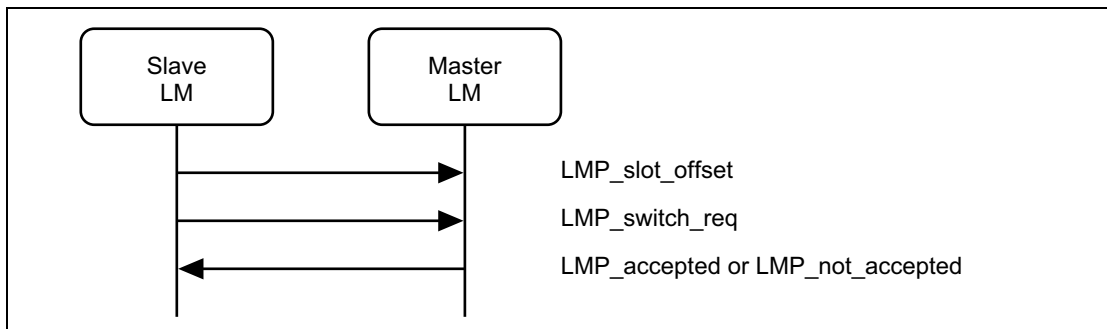 Slave
LM
Master
LM
LMP_slot_offset
LMP_switch_req
LMP_accepted or LMP_not_accepted